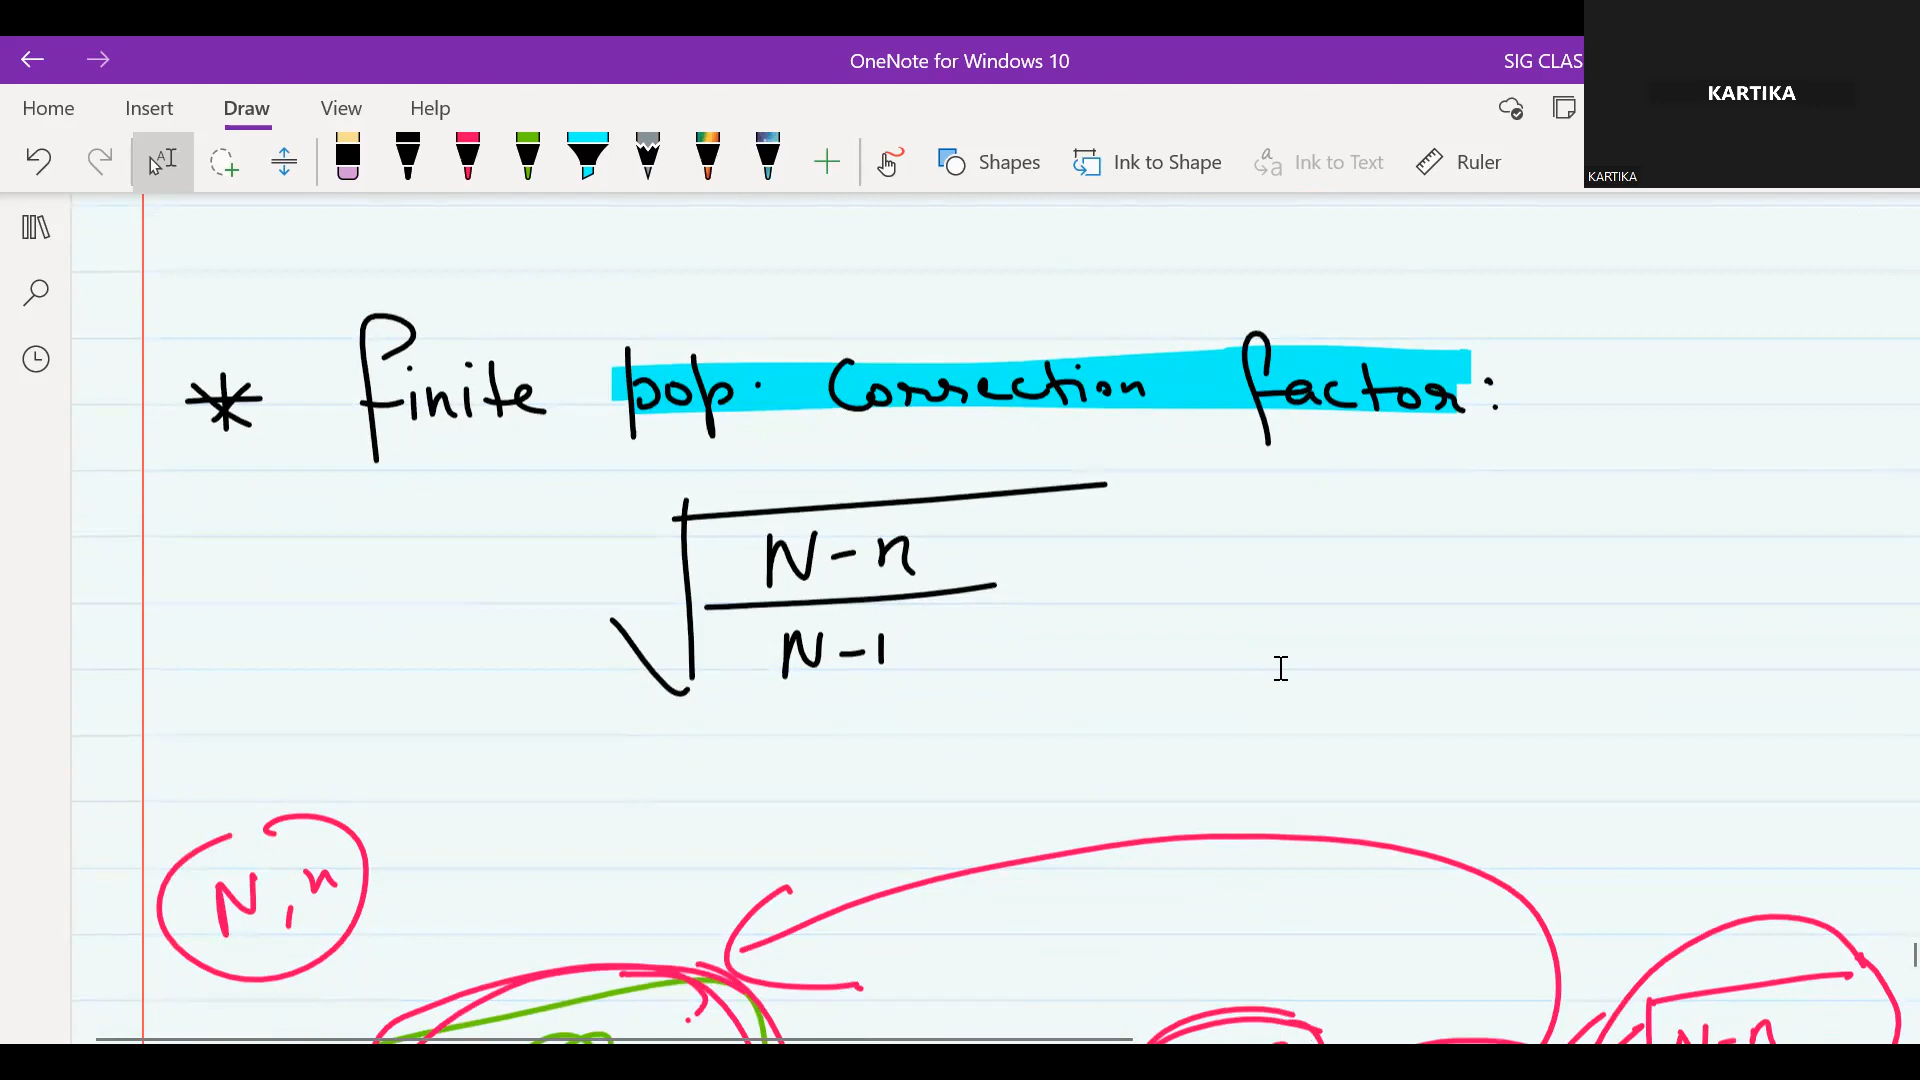 OneNote for Windows 10
SIG CLAS
KARTIKA
Home Insert Draw View Help
Shapes Ink to Shape Ink to Text Ruler
KARTIKA
* finite pop. Correction factor:
√
N-n
N-1
N, n
N-n